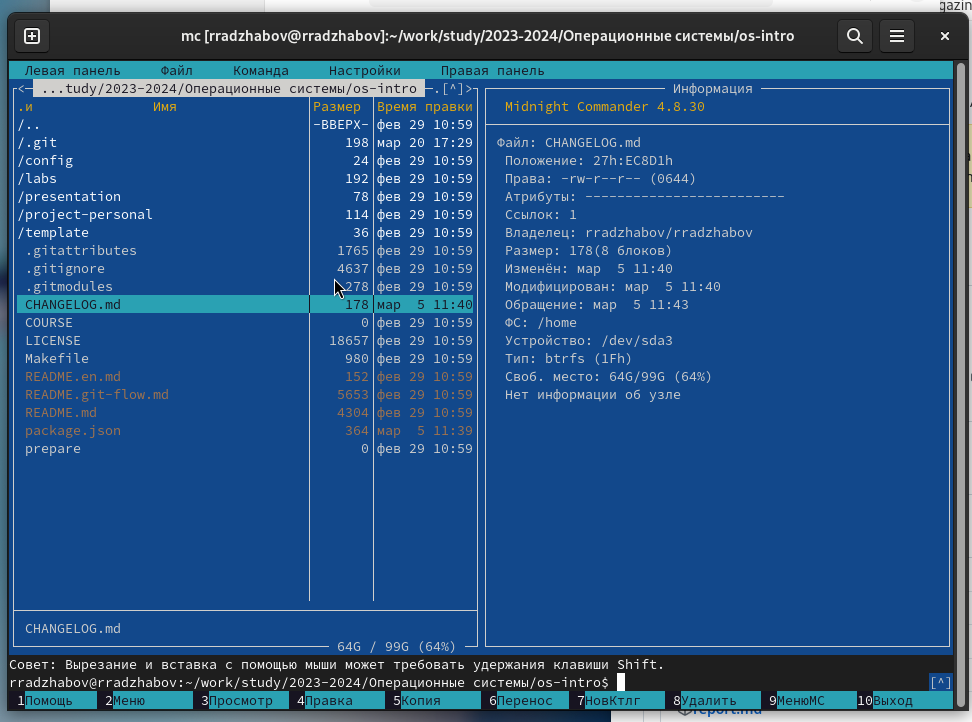 gazin
mc [rradzhabov@rradzhabov]:~/work/study/2023-2024/Операционные системы/os-intro
Левая панель Файл Команда Настройки Правая панель
<─ ...tudy/2023-2024/Операционные системы/os-intro ─.[^]>
.и Имя Размер Время правки
/.. -ВВЕРХ- фев 29 10:59
/.git 198 мар 20 17:29
/config 24 фев 29 10:59
/labs 192 фев 29 10:59
/presentation 78 фев 29 10:59
/project-personal 114 фев 29 10:59
/template 36 фев 29 10:59
.gitattributes 1765 фев 29 10:59
.gitignore 4637 фев 29 10:59
.gitmodules 278 фев 29 10:59
CHANGELOG.md 178 мар 5 11:40
COURSE 0 фев 29 10:59
LICENSE 18657 фев 29 10:59
Makefile 980 фев 29 10:59
README.en.md 152 фев 29 10:59
README.git-flow.md 5653 фев 29 10:59
README.md 4304 фев 29 10:59
package.json 364 мар 5 11:39
prepare 0 фев 29 10:59
CHANGELOG.md
64G / 99G (64%)
Информация
Midnight Commander 4.8.30
Файл: CHANGELOG.md
Положение: 27h:EC8D1h
Права: -rw-r--r-- (0644)
Атрибуты: -------------------------
Ссылок: 1
Владелец: rradzhabov/rradzhabov
Размер: 178(8 блоков)
Изменён: мар 5 11:40
Модифицирован: мар 5 11:40
Обращение: мар 5 11:43
ФС: /home
Устройство: /dev/sda3
Тип: btrfs (1Fh)
Своб. место: 64G/99G (64%)
Нет информации об узле
Совет: Вырезание и вставка с помощью мыши может требовать удержания клавиши Shift.
rradzhabov@rradzhabov:~/work/study/2023-2024/Операционные системы/os-intro$ [^]
1Помощь 2Меню 3Просмотр 4Правка 5Копия 6Перенос 7НовКтлг 8Удалить 9МенюМС 10Выход